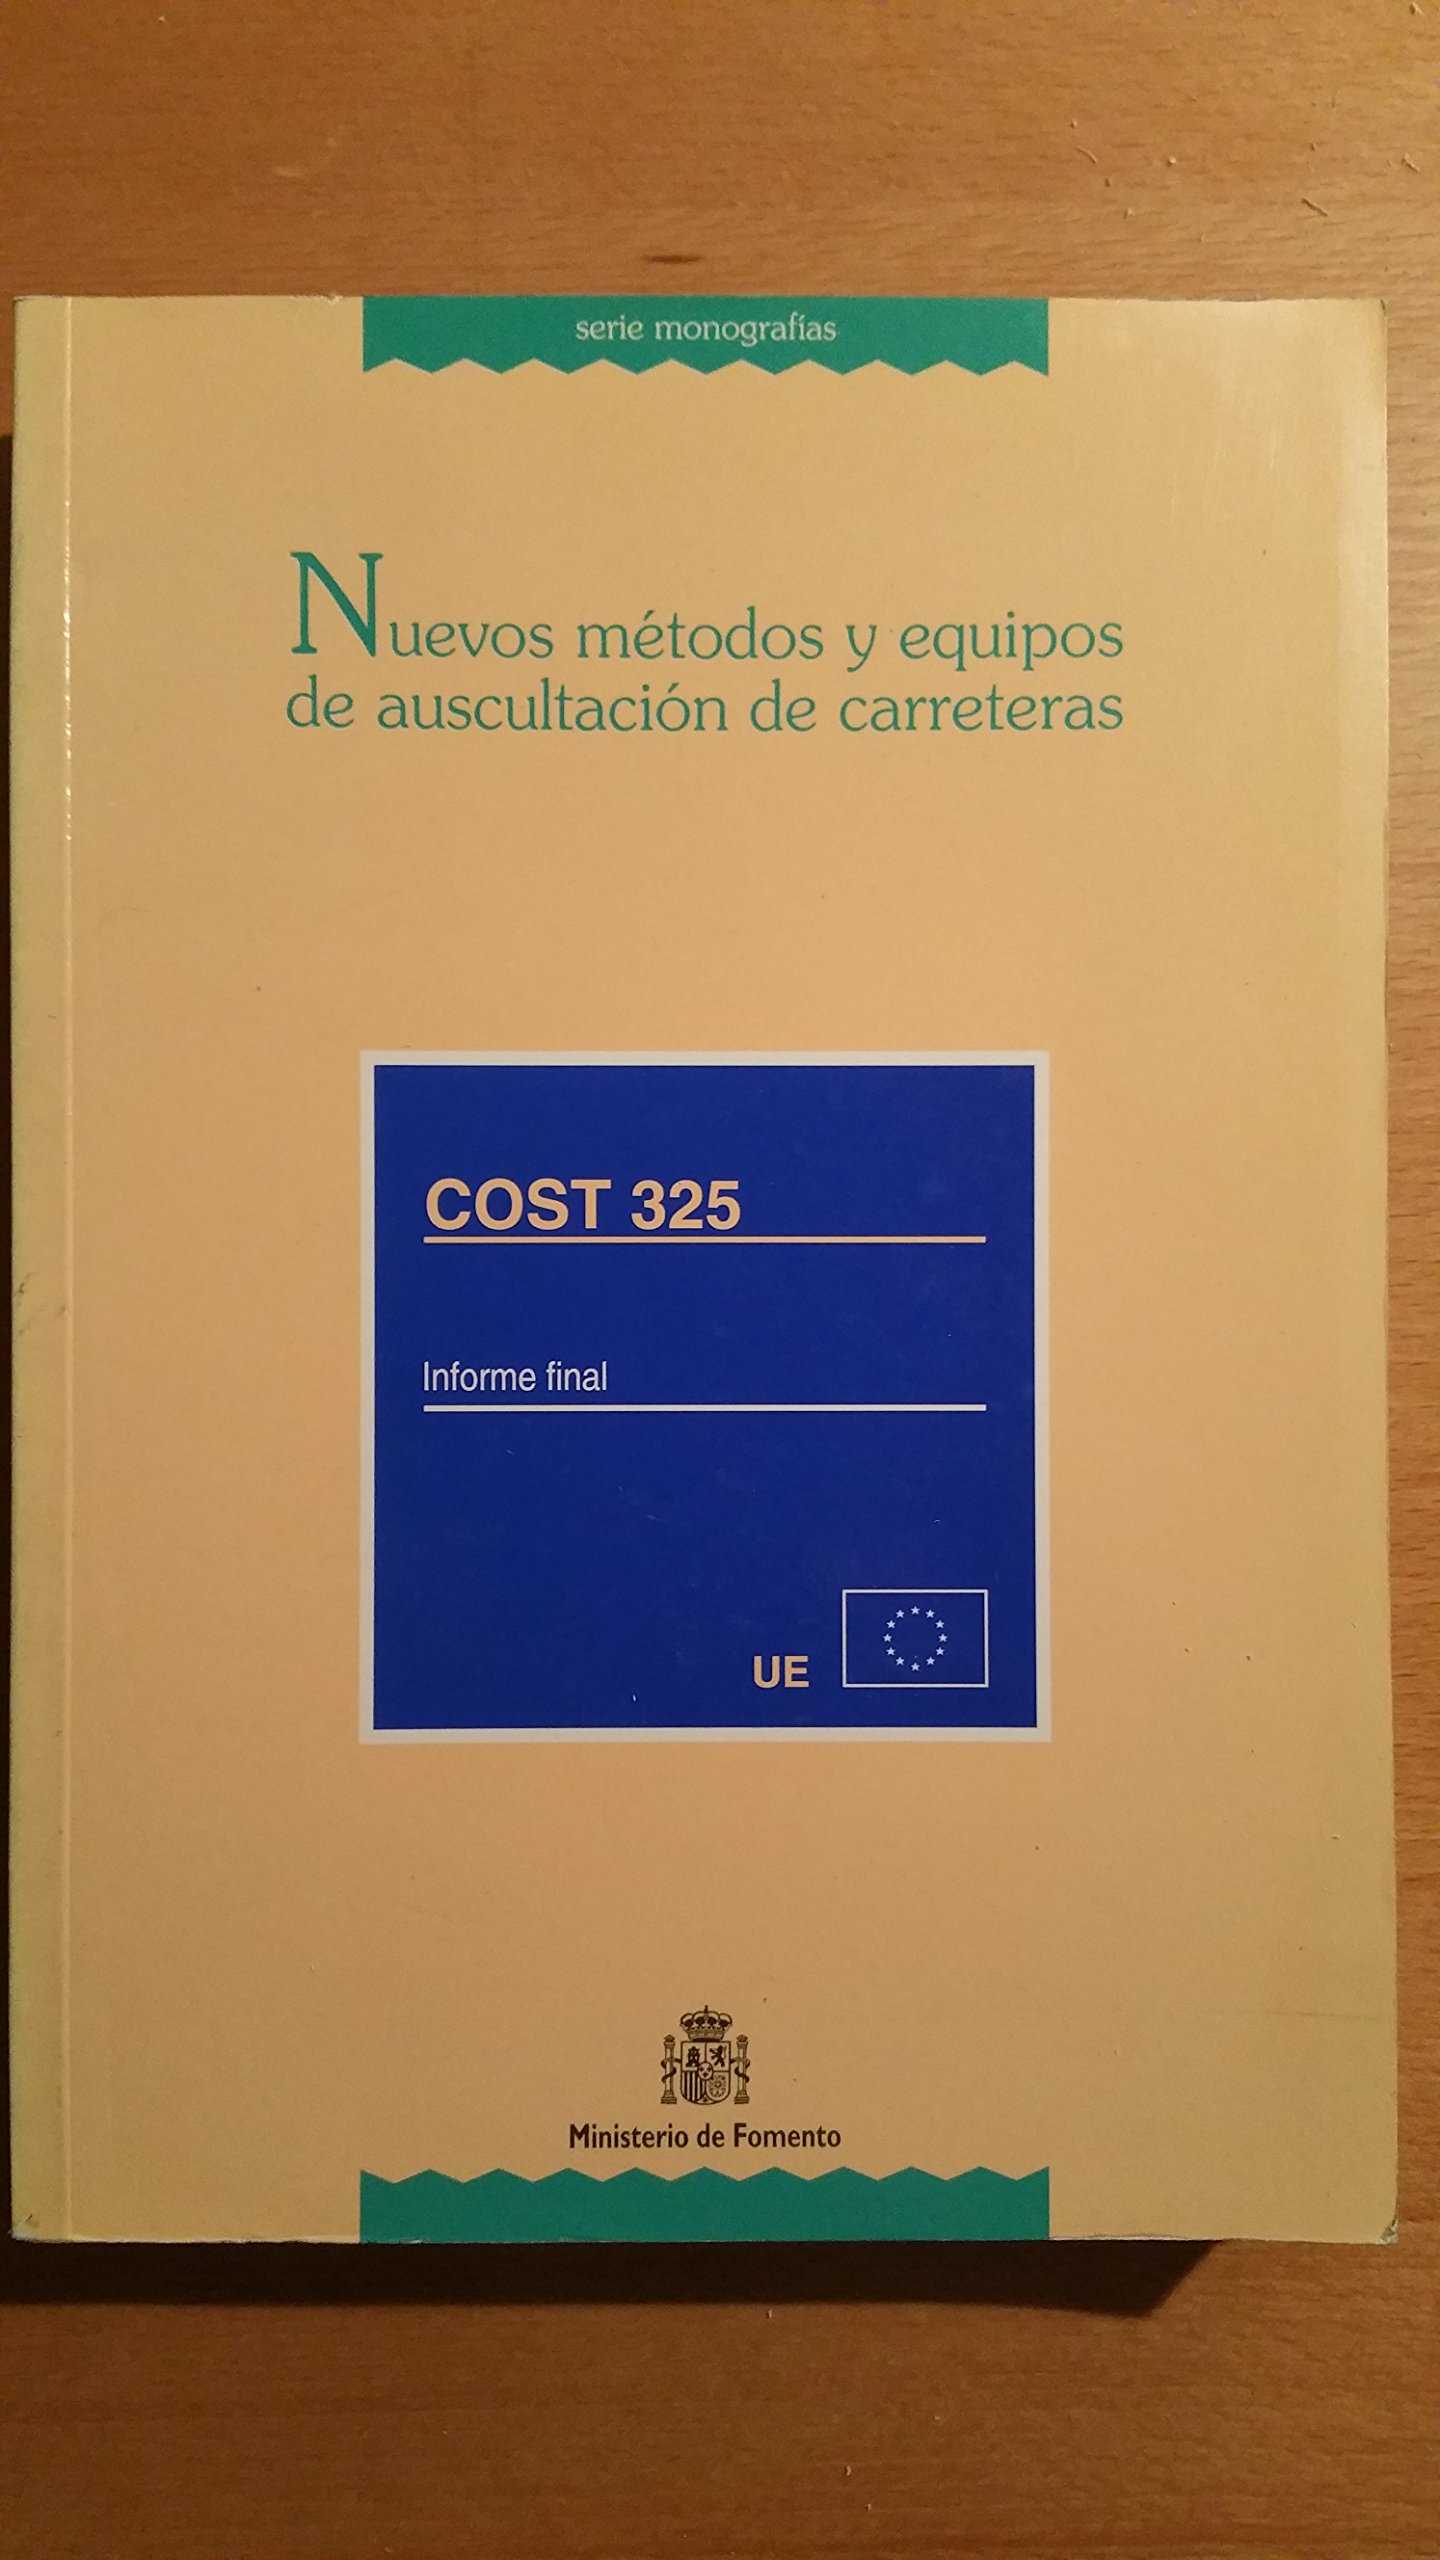 serie monografías
Nuevos métodos y equipos
de auscultación de carreteras
COST 325
Informe final
UE
Ministerio de Fomento